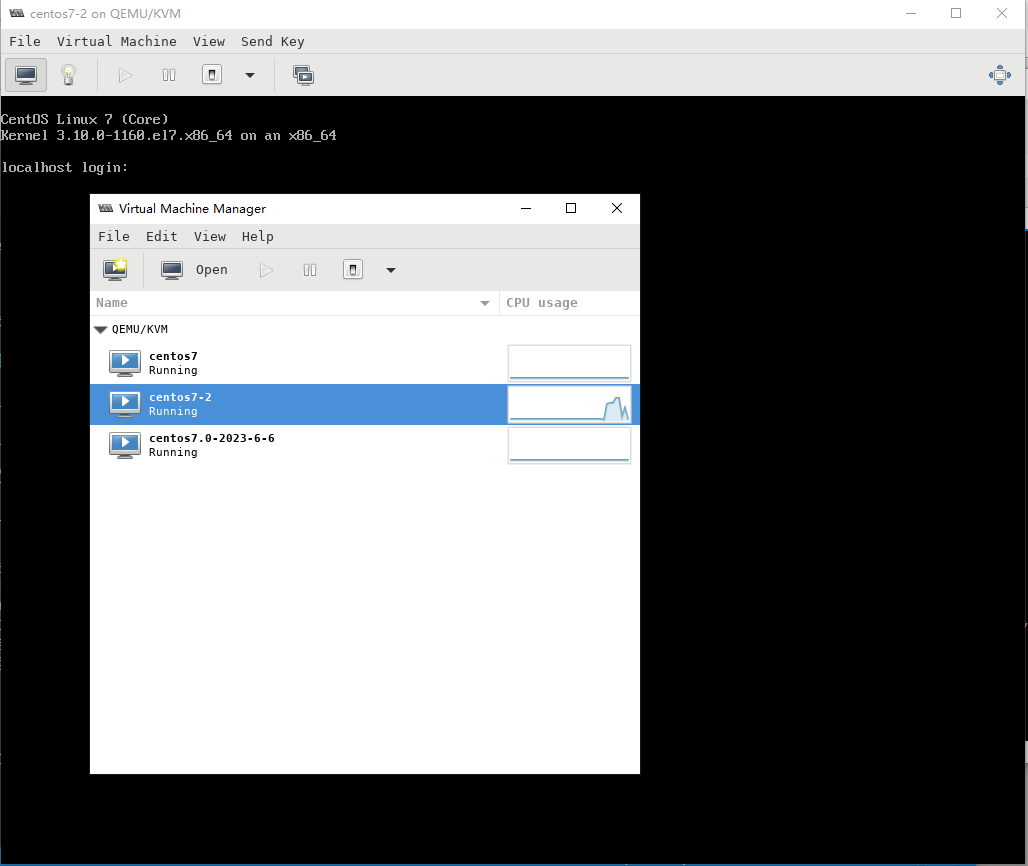 centos7-2 on QEMU/KVM
File Virtual Machine View Send Key
CentOS Linux 7 (Core)
Kernel 3.10.0-1160.el7.x86_64 on an x86_64
localhost login:
Virtual Machine Manager
File Edit View Help
Open
Name CPU usage
QEMU/KVM
centos7
Running
centos7-2
Running
centos7.0-2023-6-6
Running